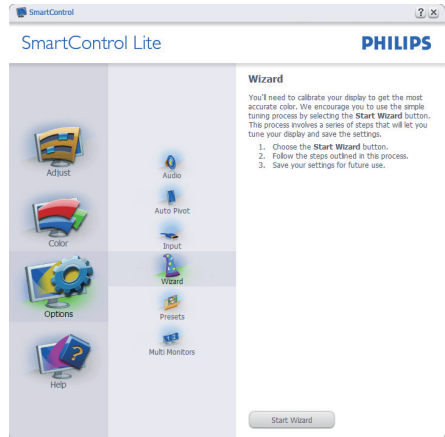 SmartControl
? x
SmartControl Lite
PHILIPS
Adjust
Color
Options
Help
Audio
Auto Pivot
Input
Wizard
Presets
Multi Monitors
Wizard
You'll need to calibrate your display to get the most
accurate color. We encourage you to use the simple
tuning process by selecting the Start Wizard button.
This process involves a series of steps that will let you
tune your display and save the settings.
1. Choose the Start Wizard button.
2. Follow the steps outlined in this process.
3. Save your settings for future use.
Start Wizard